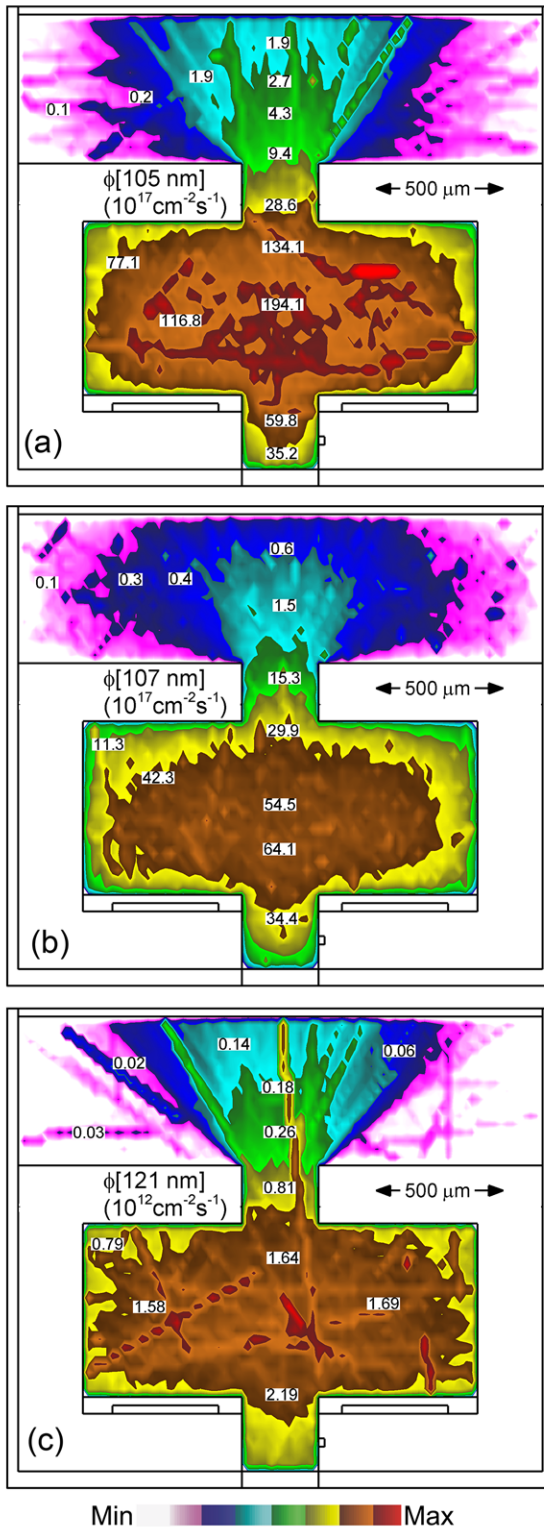 1.9
1.9
2.7
0.2
0.1
4.3
9.4
ϕ[105 nm]
(10¹⁷cm⁻²s⁻¹)
500 μm
28.6
134.1
77.1
194.1
116.8
59.8
35.2
(a)
0.6
0.1
0.3
0.4
1.5
ϕ[107 nm]
(10¹⁷cm⁻²s⁻¹)
15.3
500 μm
29.9
11.3
42.3
54.5
64.1
34.4
(b)
0.14
0.06
0.02
0.18
0.03
0.26
ϕ[121 nm]
(10¹²cm⁻²s⁻¹)
0.81
500 μm
0.79
1.64
1.58
1.69
2.19
(c)
Min Max